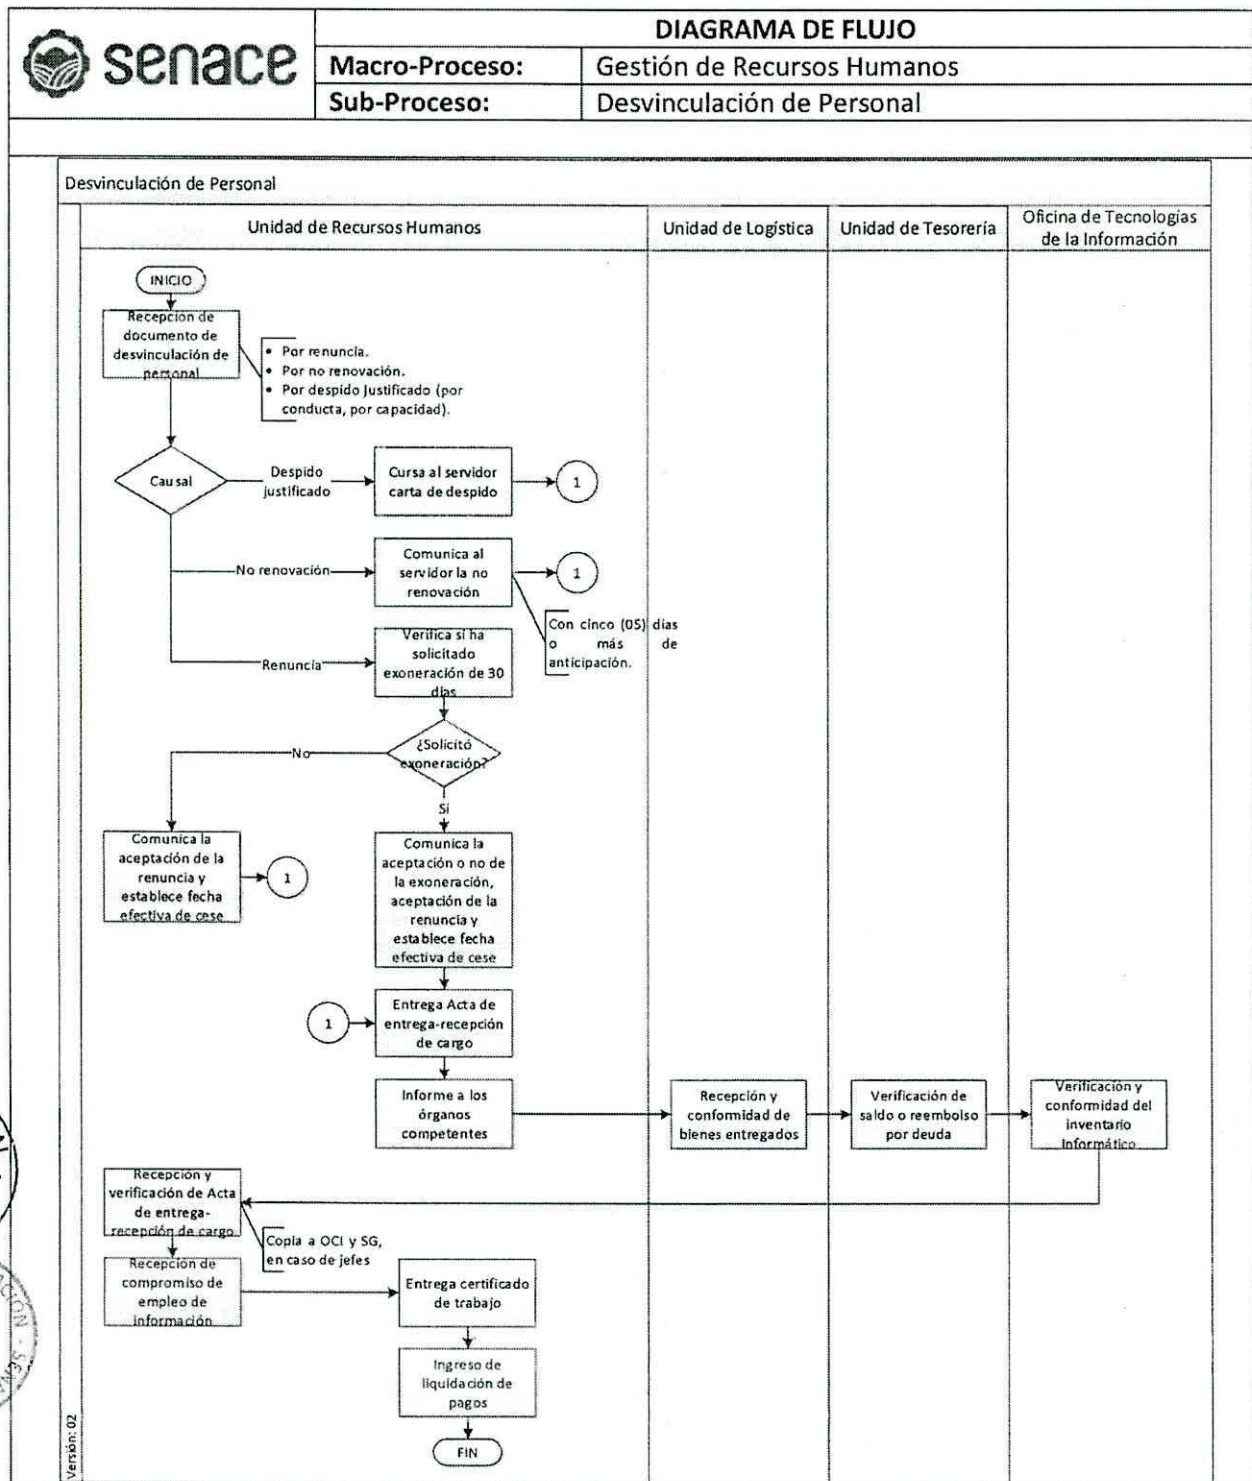 senace
DIAGRAMA DE FLUJO
Macro-Proceso:
Gestión de Recursos Humanos
Sub-Proceso:
Desvinculación de Personal
Desvinculación de Personal
Unidad de Recursos Humanos
Unidad de Logística
Unidad de Tesorería
Oficina de Tecnologías
de la Información
INICIO
Recepción de
documento de
desvinculación de
personal
• Por renuncia.
• Por no renovación.
• Por despido Justificado (por
conducta, por capacidad).
Causal
Despido
justificado
Cursa al servidor
carta de despido
1
No renovación
Comunica al
servidor la no
renovación
1
Con cinco (05) días
o más de
anticipación.
Renuncia
Verifica si ha
solicitado
exoneración de 30
días
¿Solicitó
exoneración?
No
Sí
Comunica la
aceptación de la
renuncia y
establece fecha
efectiva de cese
1
Comunica la
aceptación o no de
la exoneración,
aceptación de la
renuncia y
establece fecha
efectiva de cese
1
Entrega Acta de
entrega-recepción
de cargo
Informe a los
órganos
competentes
Recepción y
conformidad de
bienes entregados
Verificación de
saldo o reembolso
por deuda
Verificación y
conformidad del
inventario
Informático
Recepción y
verificación de Acta
de entrega-
recepción de cargo
Copia a OCI y SG,
en caso de jefes
Recepción de
compromiso de
empleo de
información
Entrega certificado
de trabajo
Ingreso de
liquidación de
pagos
FIN
Versión: 02